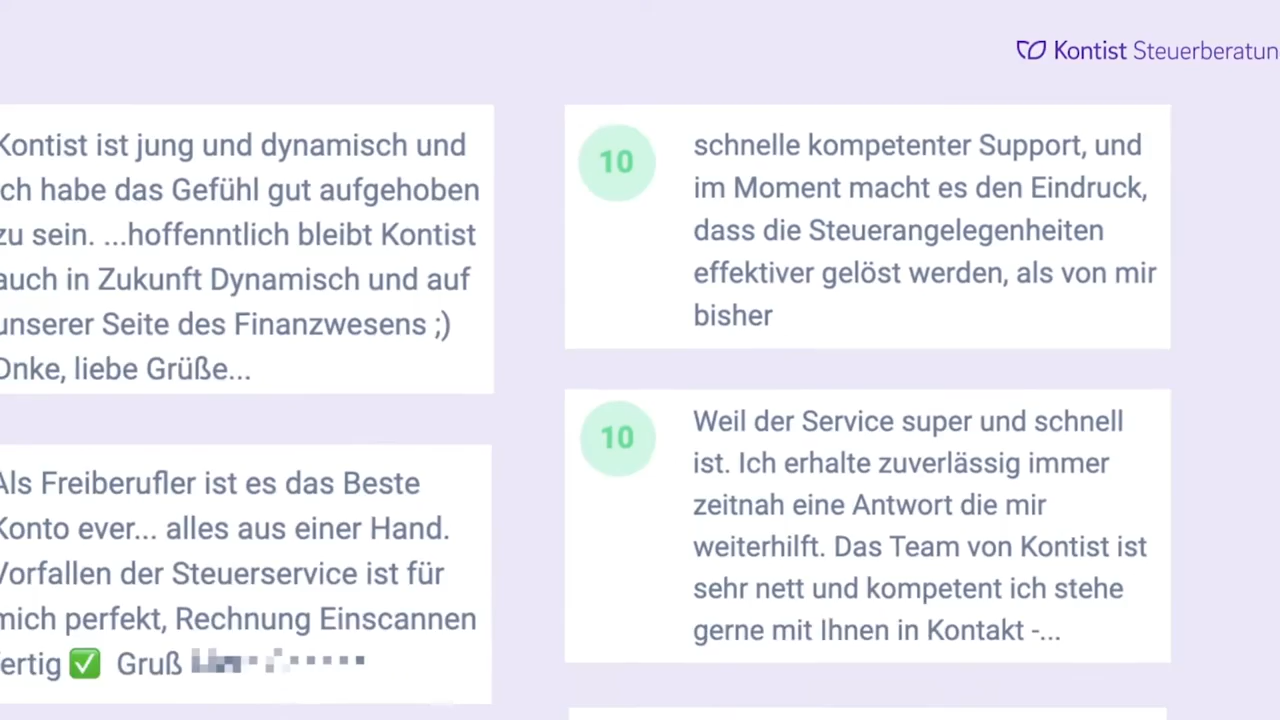 Kontist Steuerberatun
Kontist ist jung und dynamisch und
ch habe das Gefühl gut aufgehoben
zu sein. ...hoffenntlich bleibt Kontist
auch in Zukunft Dynamisch und auf
unserer Seite des Finanzwesens ;)
Dnke, liebe Grüße...
Als Freiberufler ist es das Beste
Konto ever... alles aus einer Hand.
Vorfallen der Steuerservice ist für
mich perfekt, Rechnung Einscannen
fertig ✅ Gruß
10
schnelle kompetenter Support, und
im Moment macht es den Eindruck,
dass die Steuerangelegenheiten
effektiver gelöst werden, als von mir
bisher
10
Weil der Service super und schnell
ist. Ich erhalte zuverlässig immer
zeitnah eine Antwort die mir
weiterhilft. Das Team von Kontist ist
sehr nett und kompetent ich stehe
gerne mit Ihnen in Kontakt -...